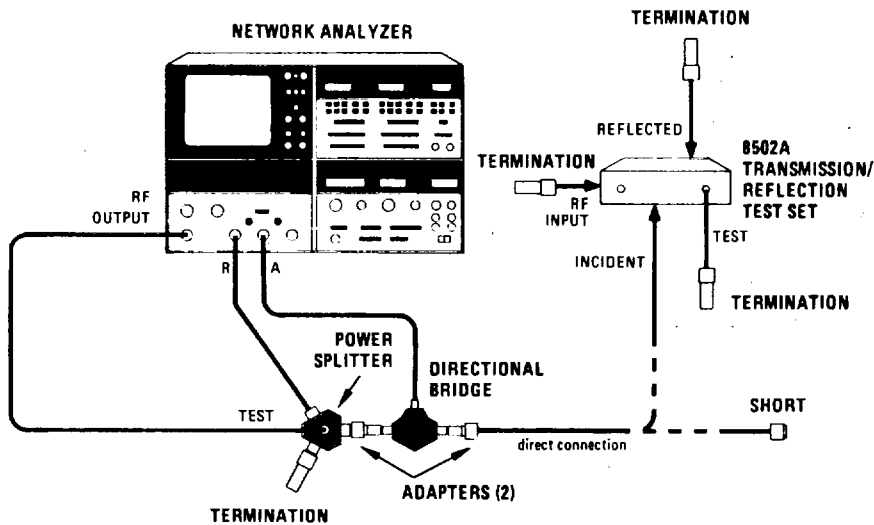 NETWORK ANALYZER
TERMINATION
REFLECTED
TERMINATION
RF
INPUT
8502A
TRANSMISSION/
REFLECTION
TEST SET
RF
OUTPUT
R
A
INCIDENT
TEST
TERMINATION
POWER
SPLITTER
DIRECTIONAL
BRIDGE
TEST
SHORT
direct connection
ADAPTERS (2)
TERMINATION